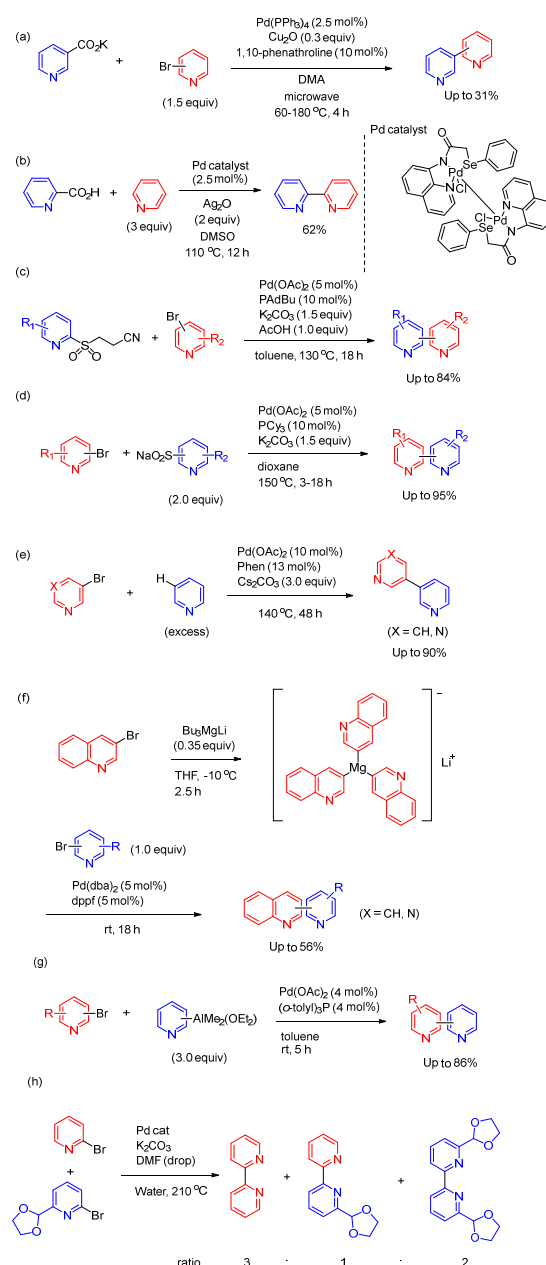 (a)
CO₂K
N
+
Br
N
(1.5 equiv)
Pd(PPh₃)₄ (2.5 mol%)
Cu₂O (0.3 equiv)
1,10-phenathroline (10 mol%)
DMA
microwave
60-180 °C, 4 h
N
N
Up to 31%
(b)
N
CO₂H
+
N
(3 equiv)
Pd catalyst
(2.5 mol%)
Ag₂O
(2 equiv)
DMSO
110 °C, 12 h
N
N
62%
Pd catalyst
O
N
Se
Pd
N
Cl
Cl
Pd
N
Se
N
O
(c)
R₁
N
S
O
O
CN
+
Br
N
R₂
Pd(OAc)₂ (5 mol%)
PAdBu (10 mol%)
K₂CO₃ (1.5 equiv)
AcOH (1.0 equiv)
toluene, 130 °C, 18 h
R₁
R₂
N
N
Up to 84%
(d)
R₁
Br
N
+
NaO₂S
N
R₂
(2.0 equiv)
Pd(OAc)₂ (5 mol%)
PCy₃ (10 mol%)
K₂CO₃ (1.5 equiv)
dioxane
150 °C, 3-18 h
R₁
R₂
N
N
Up to 95%
(e)
X
Br
N
+
H
N
(excess)
Pd(OAc)₂ (10 mol%)
Phen (13 mol%)
Cs₂CO₃ (3.0 equiv)
140 °C, 48 h
X
N
N
(X = CH, N)
Up to 90%
(f)
Br
N
Bu₃MgLi
(0.35 equiv)
THF, -10 °C
2.5 h
N
Mg
N
N
−
Li⁺
Br
R
N
(1.0 equiv)
Pd(dba)₂ (5 mol%)
dppf (5 mol%)
rt, 18 h
R
N
N
Up to 56%
(X = CH, N)
(g)
R
Br
N
+
AlMe₂(OEt₂)
N
(3.0 equiv)
Pd(OAc)₂ (4 mol%)
(o-tolyl)₃P (4 mol%)
toluene
rt, 5 h
R
N
N
Up to 86%
(h)
N
Br
+
O
O
N
Br
Pd cat
K₂CO₃
DMF (drop)
Water, 210 °C
N
N
+
N
N
O
O
+
O
O
N
N
O
O
ratio 3 : 1 : 2